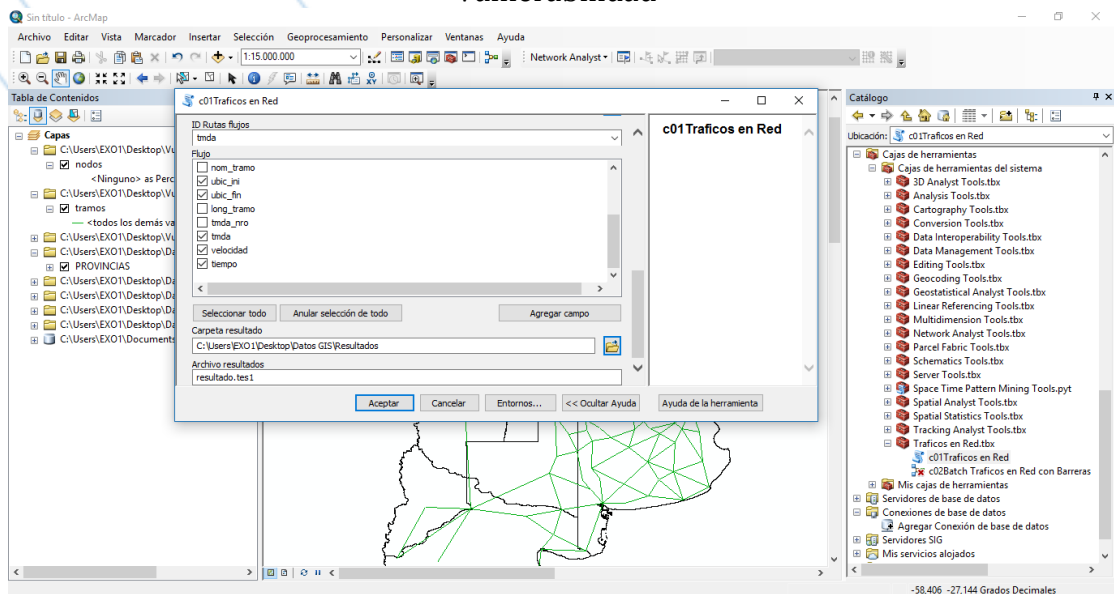 Vulnerabilidad
Sin título - ArcMap
Archivo Editar Vista Marcador Insertar Selección Geoprocesamiento Personalizar Ventanas Ayuda
1:15.000.000
Network Analyst
Tabla de Contenidos
Capas
C:\Users\EXO1\Desktop\Vu
nodos
<Ninguno> as Perc
C:\Users\EXO1\Desktop\Vu
tramos
<todos los demás va
C:\Users\EXO1\Desktop\Vu
C:\Users\EXO1\Desktop\Da
PROVINCIAS
C:\Users\EXO1\Desktop\Da
C:\Users\EXO1\Desktop\Da
C:\Users\EXO1\Desktop\Da
C:\Users\EXO1\Desktop\Da
C:\Users\EXO1\Documents
c01Traficos en Red
ID Rutas flujos
tmda
Flujo
nom_tramo
ubic_ini
ubic_fin
long_tramo
tmda_nro
tmda
velocidad
tiempo
Seleccionar todo Anular selección de todo Agregar campo
Carpeta resultado
C:\Users\EXO1\Desktop\Datos GIS\Resultados
Archivo resultados
resultado.tes1
Aceptar Cancelar Entornos... << Ocultar Ayuda Ayuda de la herramienta
c01Traficos en Red
Catálogo
Ubicación: c01Traficos en Red
Cajas de herramientas
Cajas de herramientas del sistema
3D Analyst Tools.tbx
Analysis Tools.tbx
Cartography Tools.tbx
Conversion Tools.tbx
Data Interoperability Tools.tbx
Data Management Tools.tbx
Editing Tools.tbx
Geocoding Tools.tbx
Geostatistical Analyst Tools.tbx
Linear Referencing Tools.tbx
Multidimension Tools.tbx
Network Analyst Tools.tbx
Parcel Fabric Tools.tbx
Schematics Tools.tbx
Server Tools.tbx
Space Time Pattern Mining Tools.pyt
Spatial Analyst Tools.tbx
Spatial Statistics Tools.tbx
Tracking Analyst Tools.tbx
Traficos en Red.tbx
c01Traficos en Red
c02Batch Traficos en Red con Barreras
Mis cajas de herramientas
Servidores de base de datos
Conexiones de base de datos
Agregar Conexión de base de datos
Servidores SIG
Mis servicios alojados
-58,406 -27,144 Grados Decimales